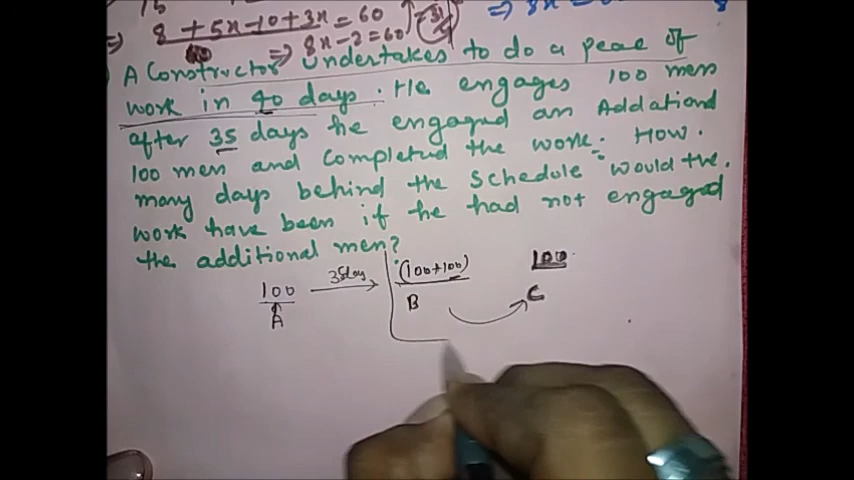 15
⇒ 8 + 5x - 10 + 3x = 60
⇒ 8x - 2 = 60
⇒ 8x
8
A Constructor undertakes to do a peace of
work in 40 days. He engages 100 men
after 35 days he engaged an Addational
100 men and completed the work. How
many days behind the schedule would the
work have been if he had not engaged
the additional men?
100 35day (100+100) 100
A B C